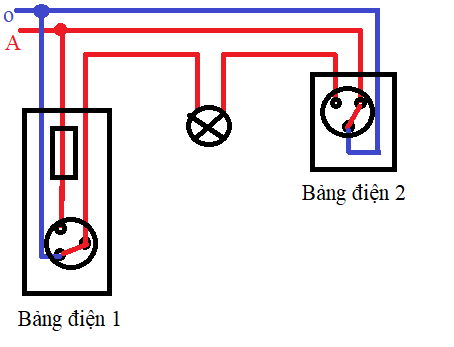 o
A
Bảng điện 2
Bảng điện 1